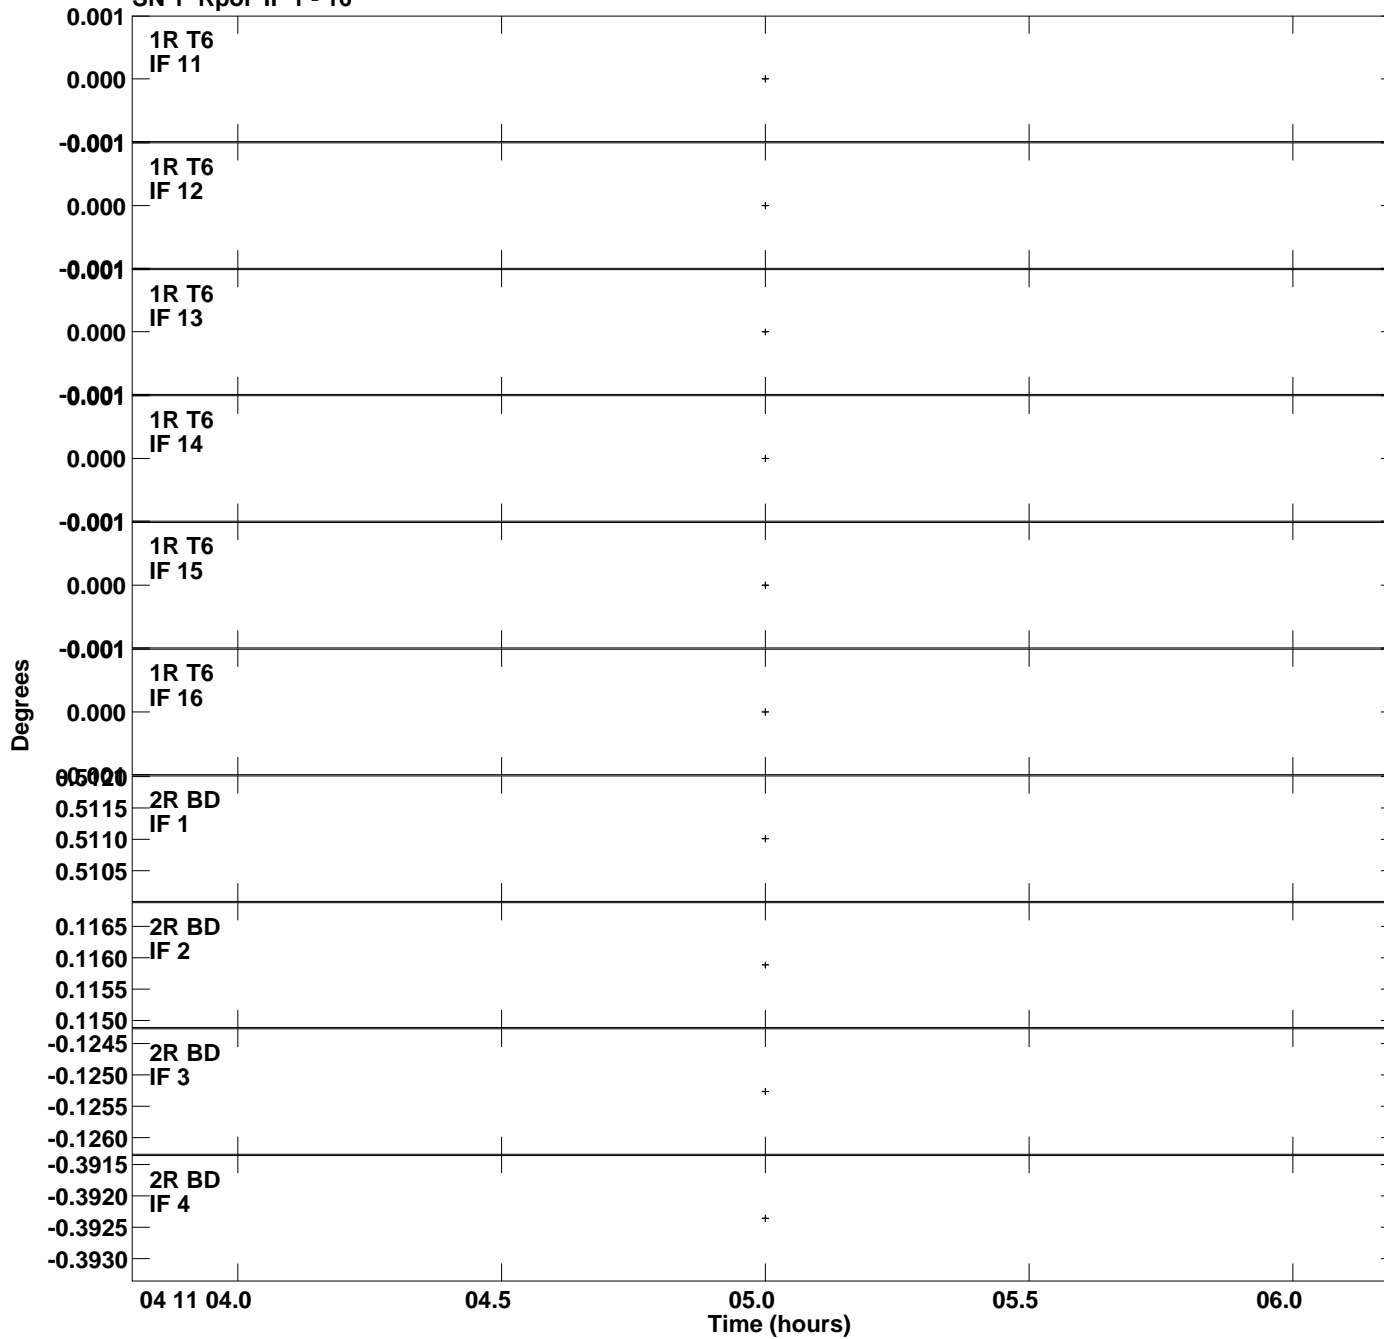 SN 1 Rpol IF 1 - 16
0.001
1R T6
IF 11
0.000
-0.001
1R T6
IF 12
0.000
-0.001
1R T6
IF 13
0.000
-0.001
1R T6
IF 14
0.000
-0.001
1R T6
IF 15
0.000
-0.001
1R T6
IF 16
0.000
-0.001
0.5120
2R BD
IF 1
0.5115
0.5110
0.5105
2R BD
IF 2
0.1165
0.1160
0.1155
0.1150
2R BD
IF 3
-0.1245
-0.1250
-0.1255
-0.1260
2R BD
IF 4
-0.3915
-0.3920
-0.3925
-0.3930
Degrees
04 11 04.0 04.5 05.0 05.5 06.0
Time (hours)